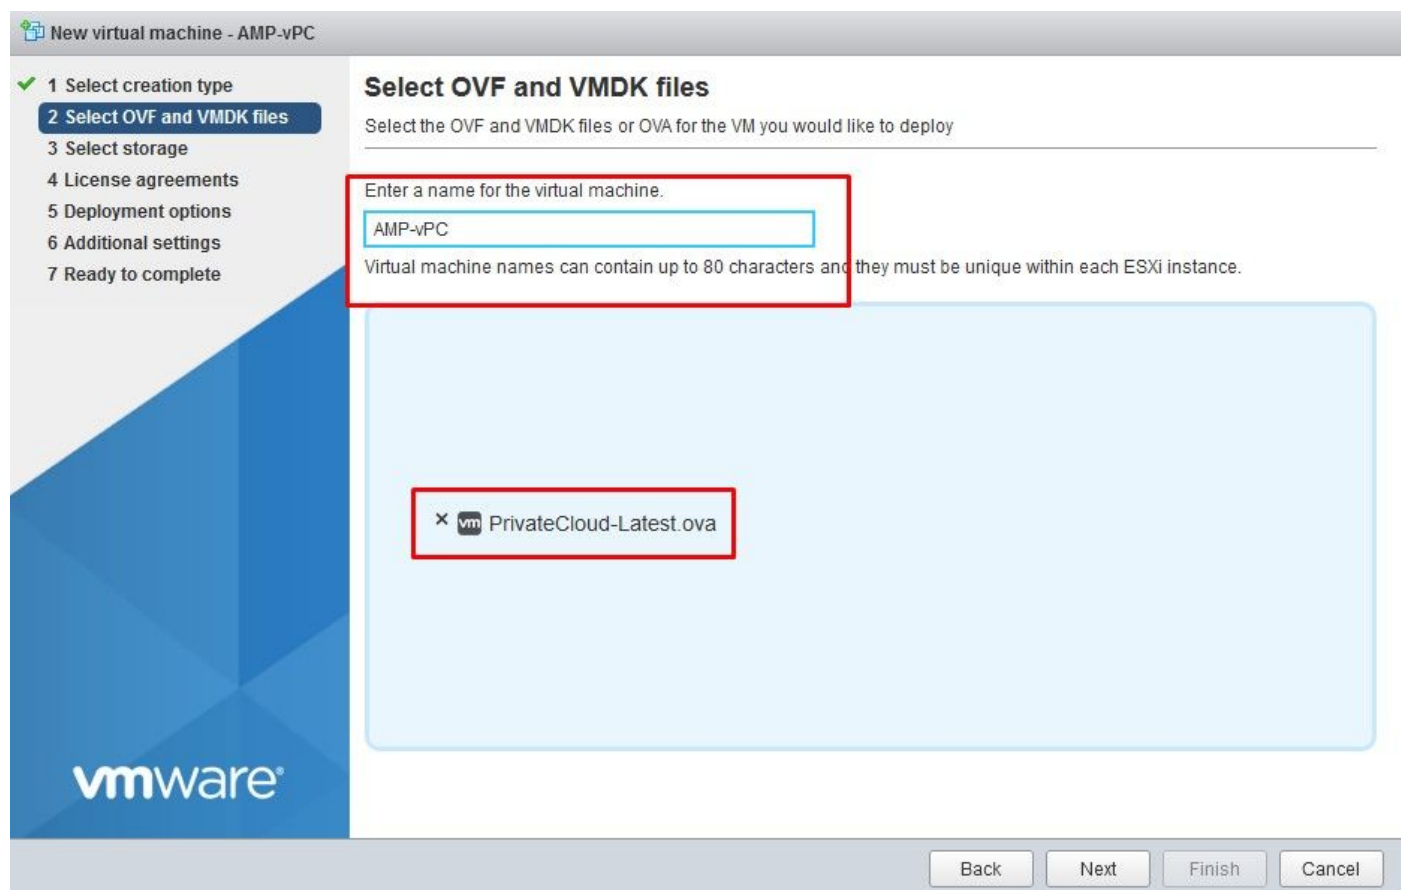 New virtual machine - AMP-vPC
1 Select creation type
2 Select OVF and VMDK files
3 Select storage
4 License agreements
5 Deployment options
6 Additional settings
7 Ready to complete
Select OVF and VMDK files
Select the OVF and VMDK files or OVA for the VM you would like to deploy
Enter a name for the virtual machine.
AMP-vPC
Virtual machine names can contain up to 80 characters and they must be unique within each ESXi instance.
vm PrivateCloud-Latest.ova
vmware®
Back Next Finish Cancel